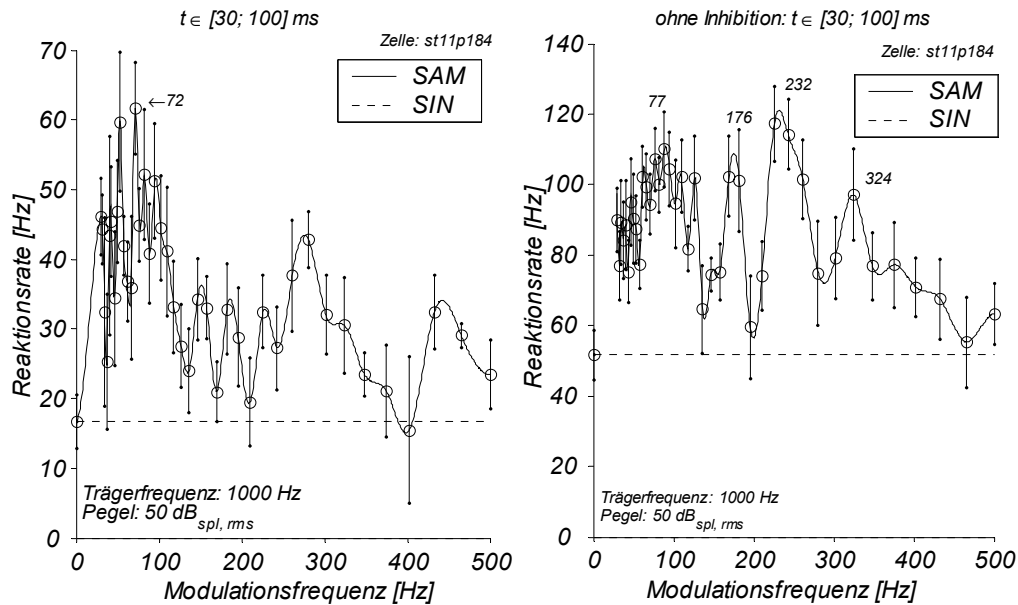 t ∈ [30; 100] ms
Zelle: st11p184
70
60
50
40
30
20
10
0
Reaktionsrate [Hz]
SAM
SIN
←72
Trägerfrequenz: 1000 Hz
Pegel: 50 dB spl, rms
0 100 200 300 400 500
Modulationsfrequenz [Hz]
ohne Inhibition: t ∈ [30; 100] ms
Zelle: st11p184
140
120
100
80
60
40
20
0
Reaktionsrate [Hz]
SAM
SIN
77
176
232
324
Trägerfrequenz: 1000 Hz
Pegel: 50 dB spl, rms
0 100 200 300 400 500
Modulationsfrequenz [Hz]